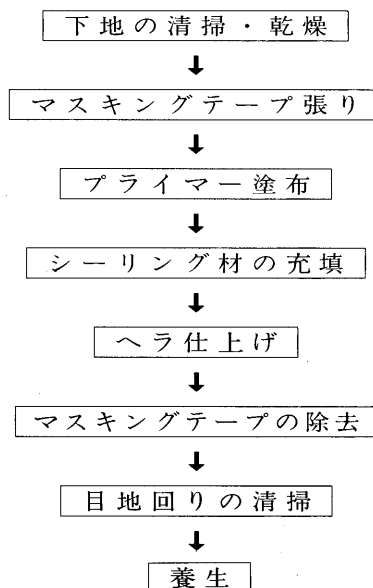 下地の清掃・乾燥
マスキングテープ張り
プライマー塗布
シーリング材の充填
ヘラ仕上げ
マスキングテープの除去
目地回りの清掃
養生